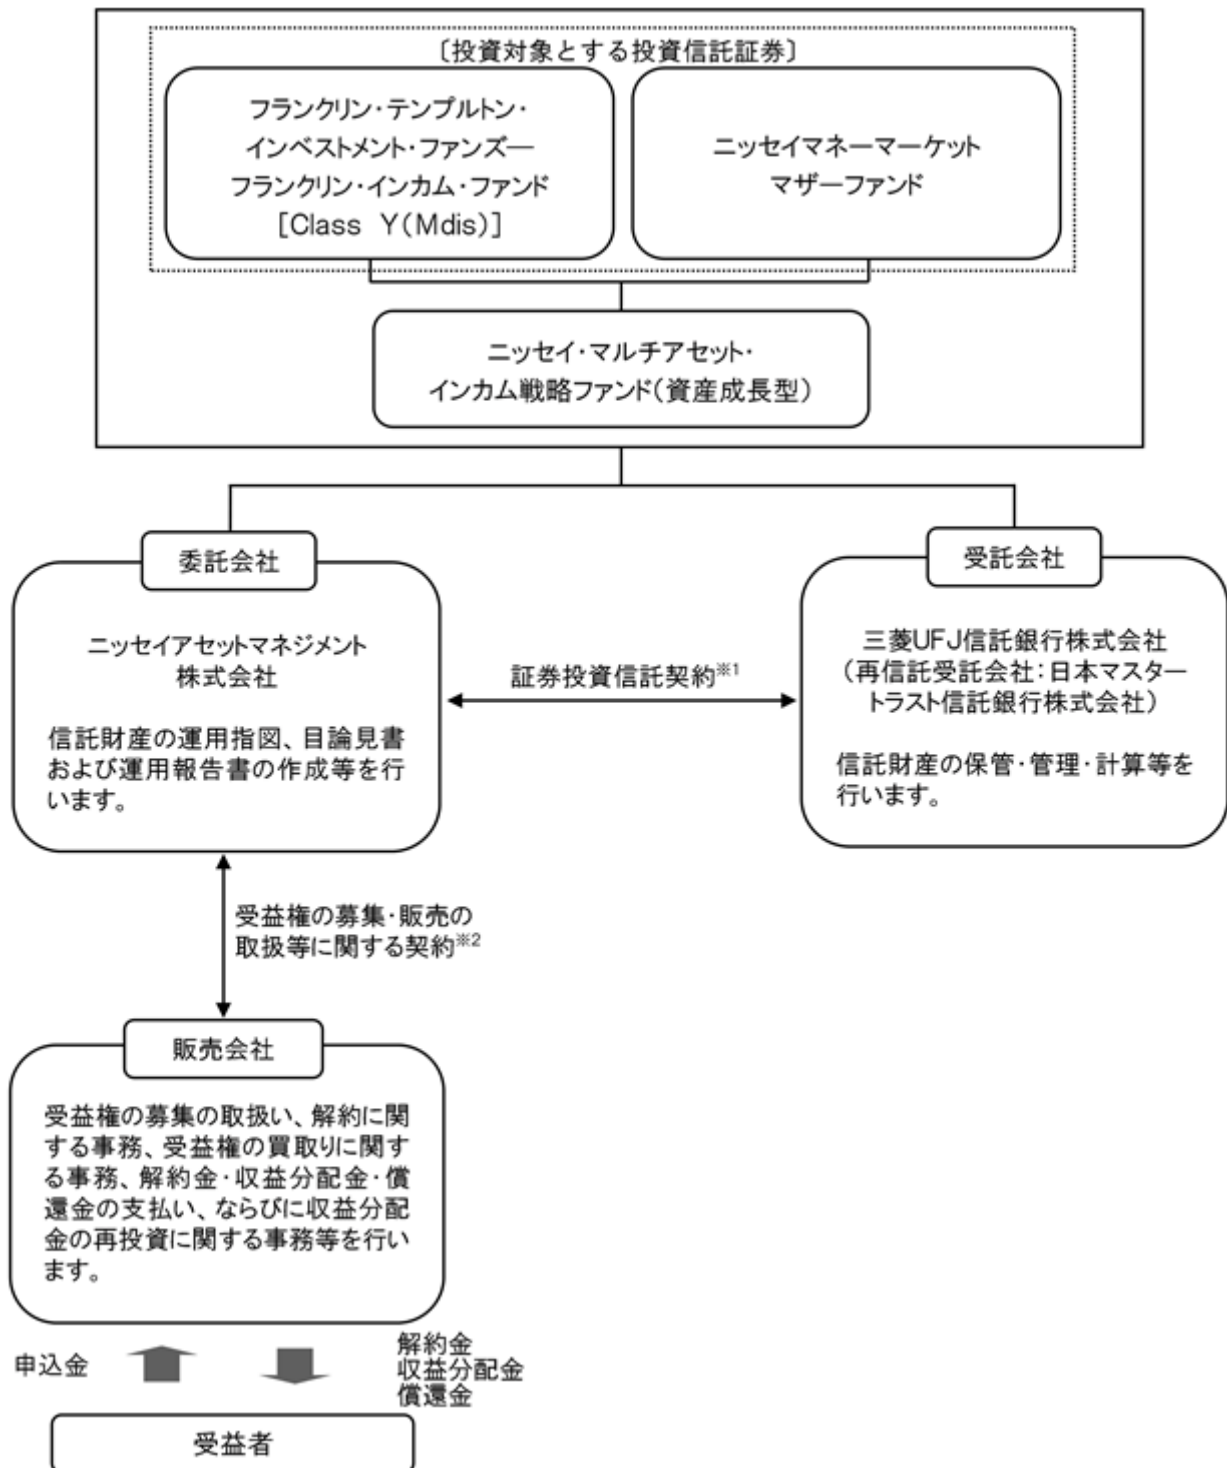 〔投資対象とする投資信託証券〕
フランクリン・テンプルトン・
インベストメント・ファンズ―
フランクリン・インカム・ファンド
［Class Y(Mdis)］
ニッセイマネーマーケット
マザーファンド
ニッセイ・マルチアセット・
インカム戦略ファンド(資産成長型)
委託会社
ニッセイアセットマネジメント
株式会社
信託財産の運用指図、目論見書
および運用報告書の作成等を行
います。
証券投資信託契約※1
受託会社
三菱UFJ信託銀行株式会社
(再信託受託会社:日本マスター
トラスト信託銀行株式会社)
信託財産の保管・管理・計算等を
行います。
受益権の募集・販売の
取扱等に関する契約※2
販売会社
受益権の募集の取扱い、解約に関
する事務、受益権の買取りに関す
る事務、解約金・収益分配金・償
還金の支払い、ならびに収益分配
金の再投資に関する事務等を行い
ます。
申込金
解約金
収益分配金
償還金
受益者